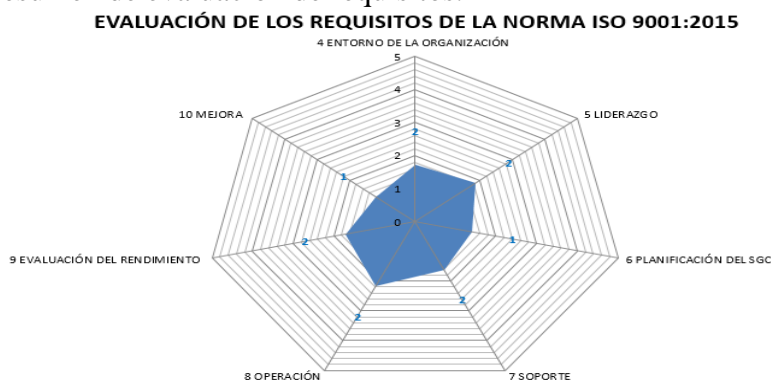 EVALUACIÓN DE LOS REQUISITOS DE LA NORMA ISO 9001:2015
4 ENTORNO DE LA ORGANIZACIÓN
5
4
3
2
2
1
0
10 MEJORA
5 LIDERAZGO
1
2
9 EVALUACIÓN DEL RENDIMIENTO
2
1
6 PLANIFICACIÓN DEL SGC
2
2
8 OPERACIÓN
7 SOPORTE